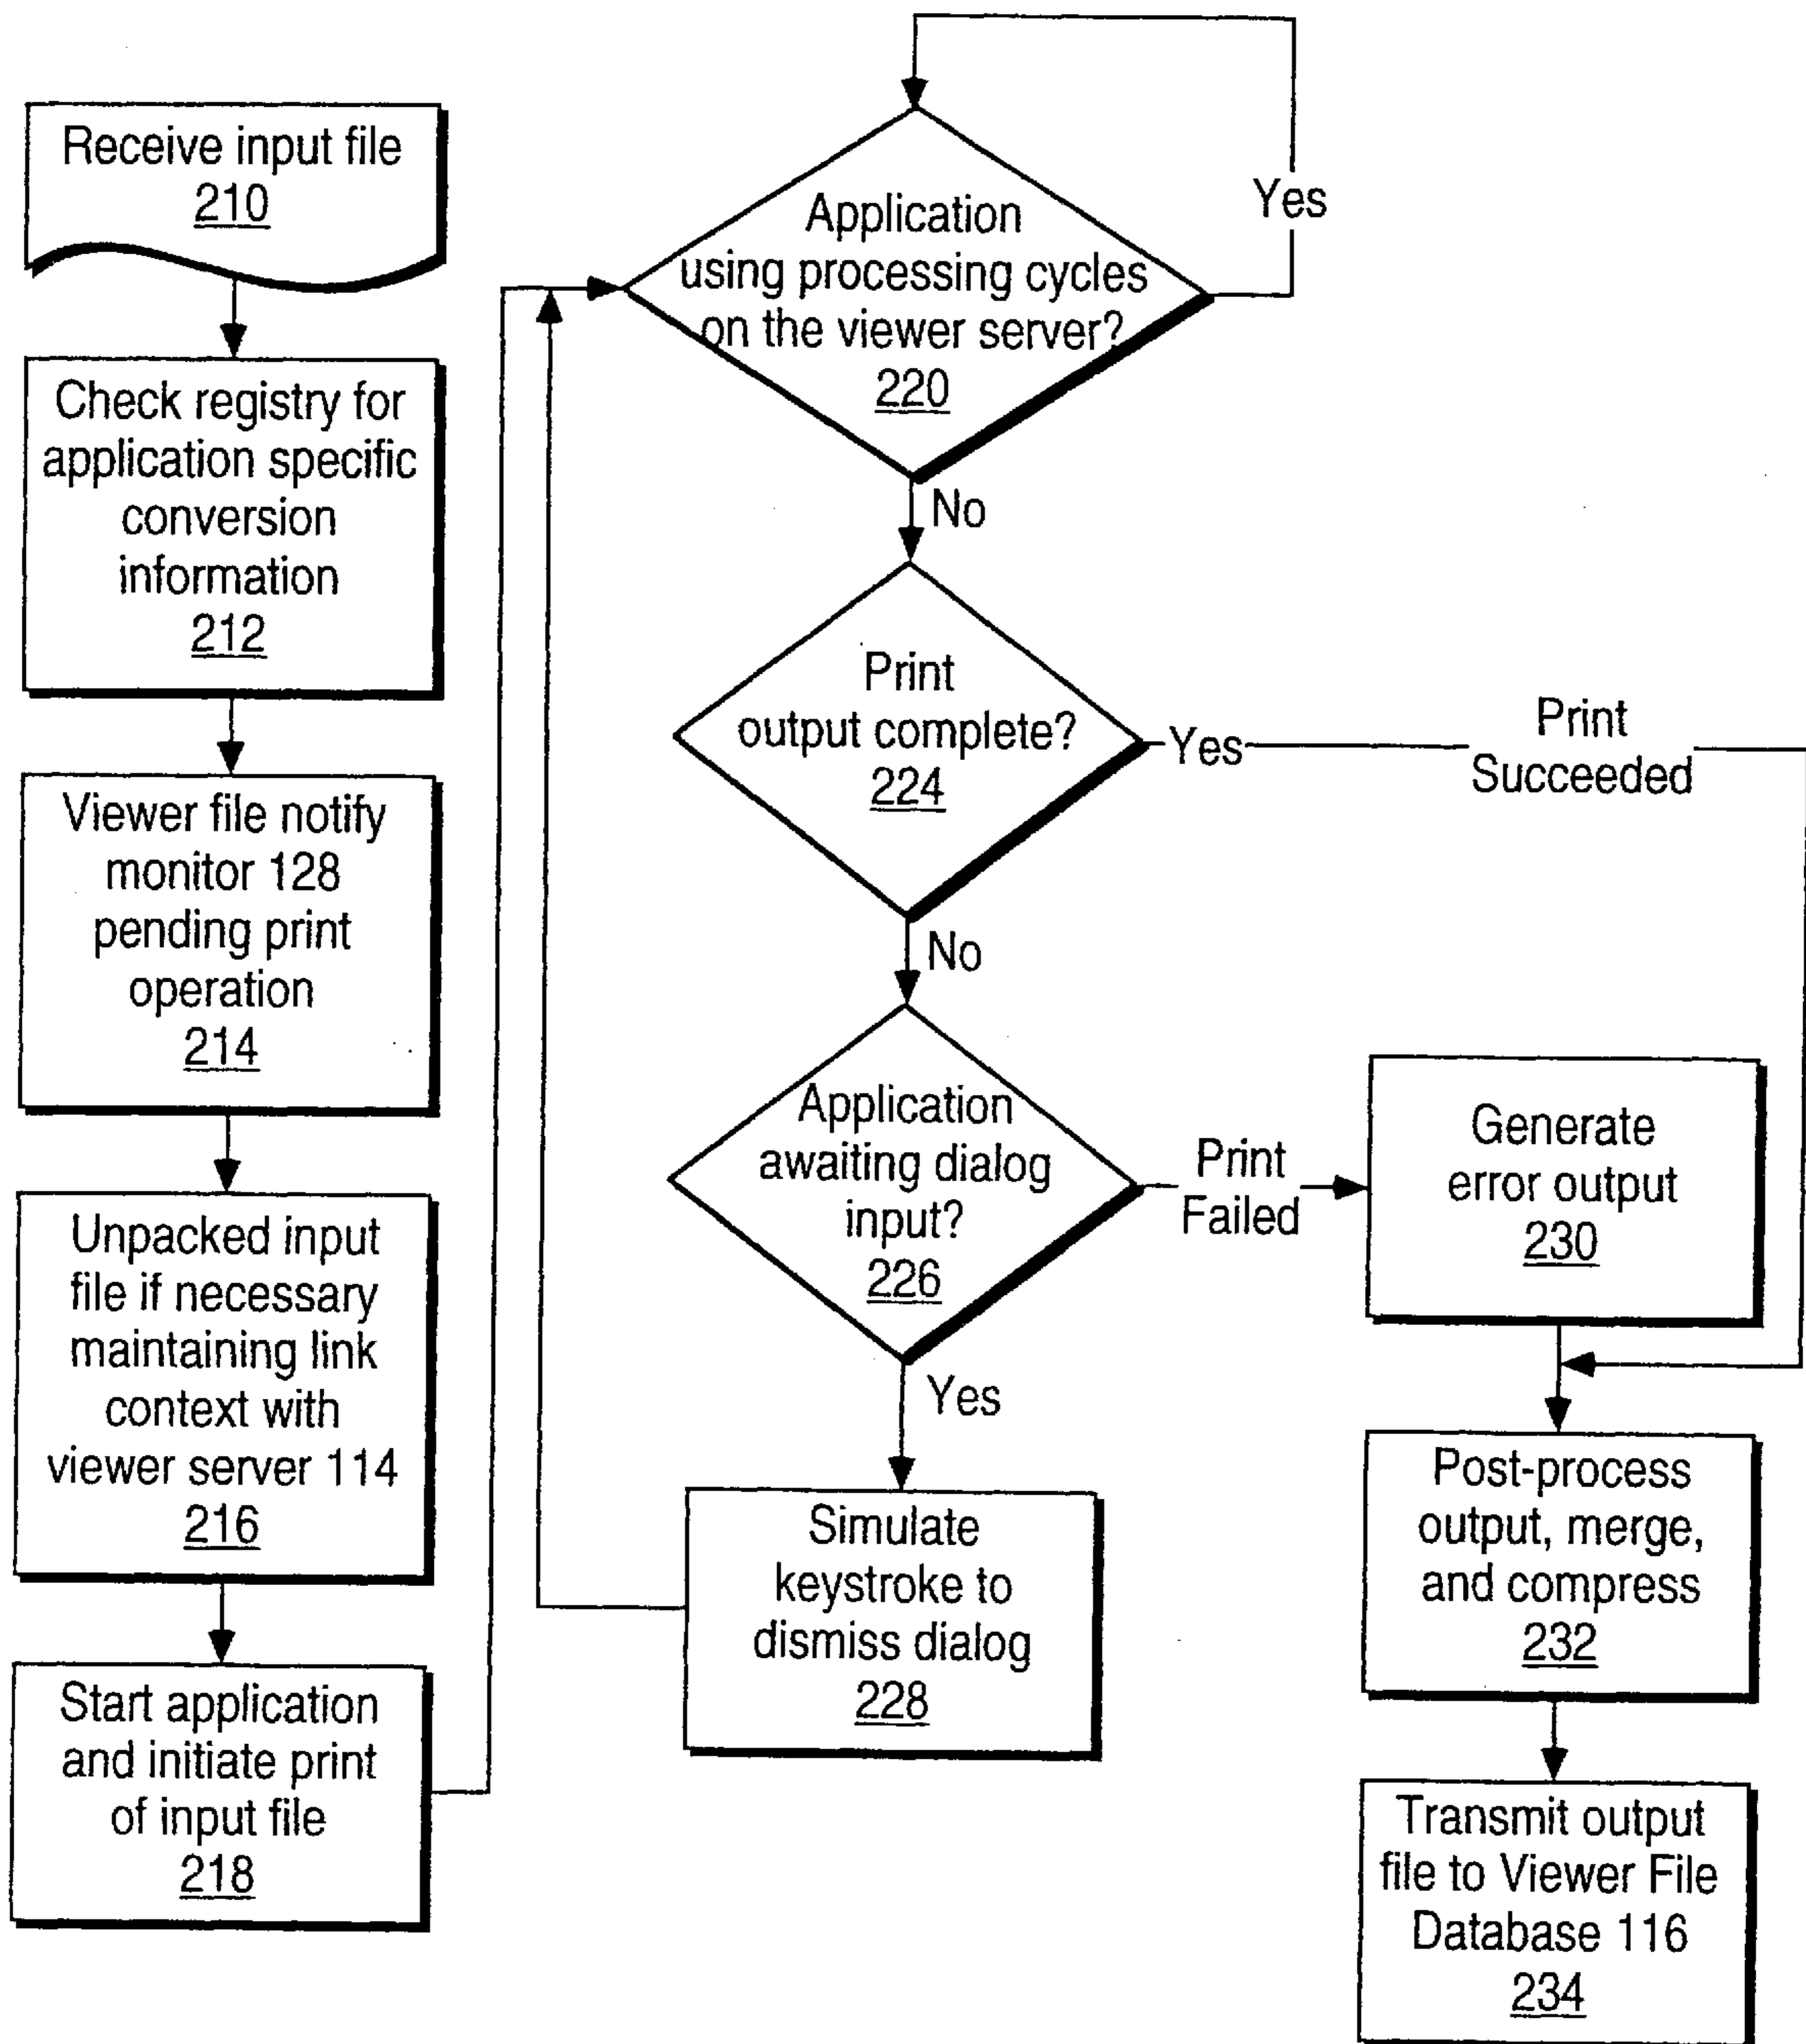 Receive input file
210
Check registry for
application specific
conversion
information
212
Viewer file notify
monitor 128
pending print
operation
214
Unpacked input
file if necessary
maintaining link
context with
viewer server 114
216
Start application
and initiate print
of input file
218
Application
using processing cycles
on the viewer server?
220
Yes
No
Print
output complete?
224
Yes
Print
Succeeded
No
Application
awaiting dialog
input?
226
Print
Failed
Yes
Simulate
keystroke to
dismiss dialog
228
Generate
error output
230
Post-process
output, merge,
and compress
232
Transmit output
file to Viewer File
Database 116
234